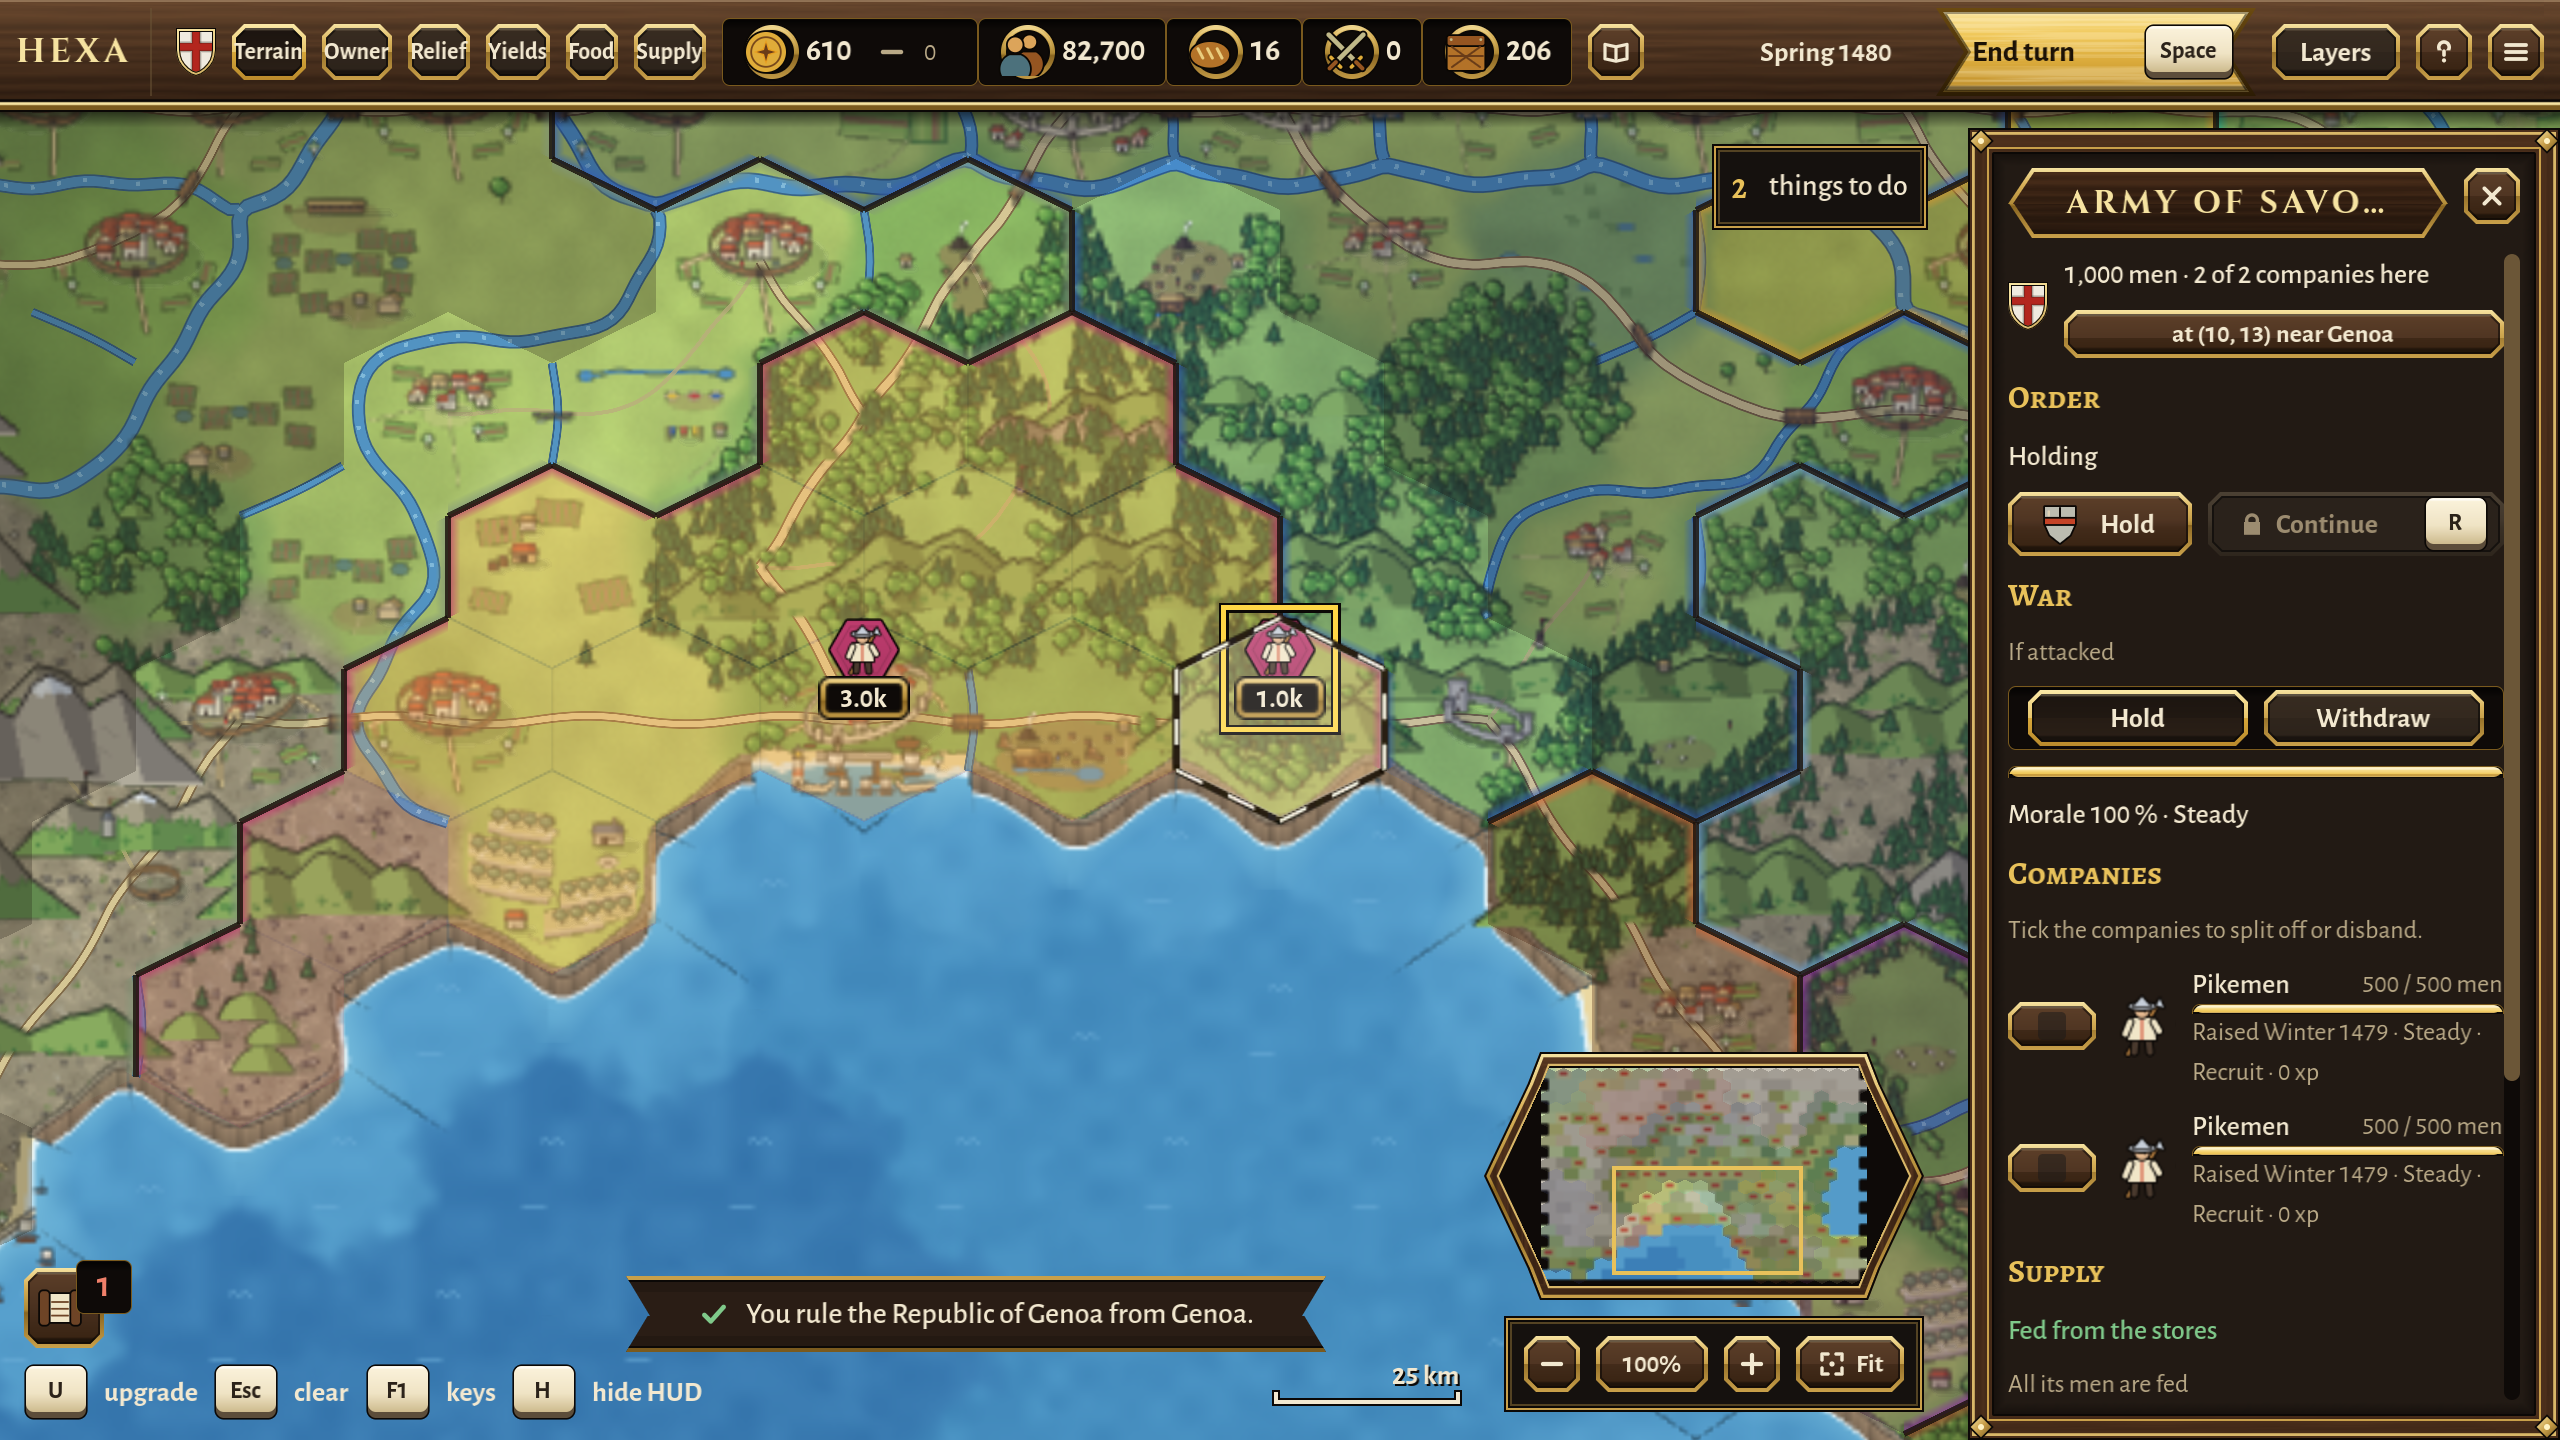 HEXA
Terrain
Owner
Relief
Yields
Food
Supply
610 – 0
82,700
16
0
206
Spring 1480
End turn
Space
Layers
?
2 things to do
ARMY OF SAVO...
1,000 men · 2 of 2 companies here
at (10, 13) near Genoa
ORDER
Holding
Hold
Continue
R
WAR
If attacked
Hold
Withdraw
Morale 100 % · Steady
COMPANIES
Tick the companies to split off or disband.
Pikemen 500 / 500 men
Raised Winter 1479 · Steady ·
Recruit · 0 xp
Pikemen 500 / 500 men
Raised Winter 1479 · Steady ·
Recruit · 0 xp
SUPPLY
Fed from the stores
All its men are fed
3.0k
1.0k
1
You rule the Republic of Genoa from Genoa.
U upgrade
Esc clear
F1 keys
H hide HUD
25 km
100%
Fit